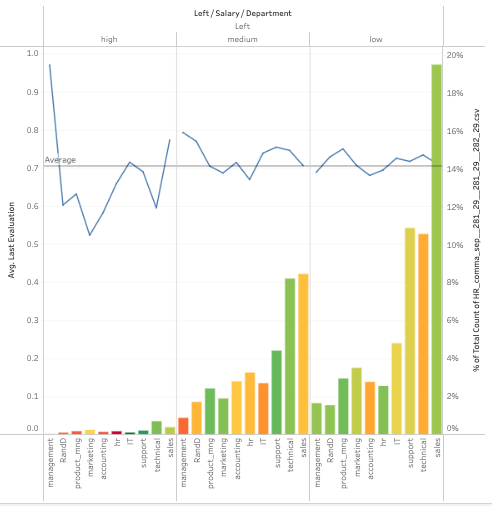 Left / Salary / Department
Left
high medium low
1.0
0.9
0.8
0.7
0.6
0.5
0.4
0.3
0.2
0.1
0.0
Avg. Last Evaluation
Average
20%
18%
16%
14%
12%
10%
8%
6%
4%
2%
0%
% of Total Count of HR_comma_sep__281_29__281_29__282_29.csv
management
RandD
product_mng
marketing
accounting
hr
IT
support
technical
sales
management
RandD
product_mng
marketing
accounting
hr
IT
support
technical
sales
management
RandD
product_mng
marketing
accounting
hr
IT
support
technical
sales